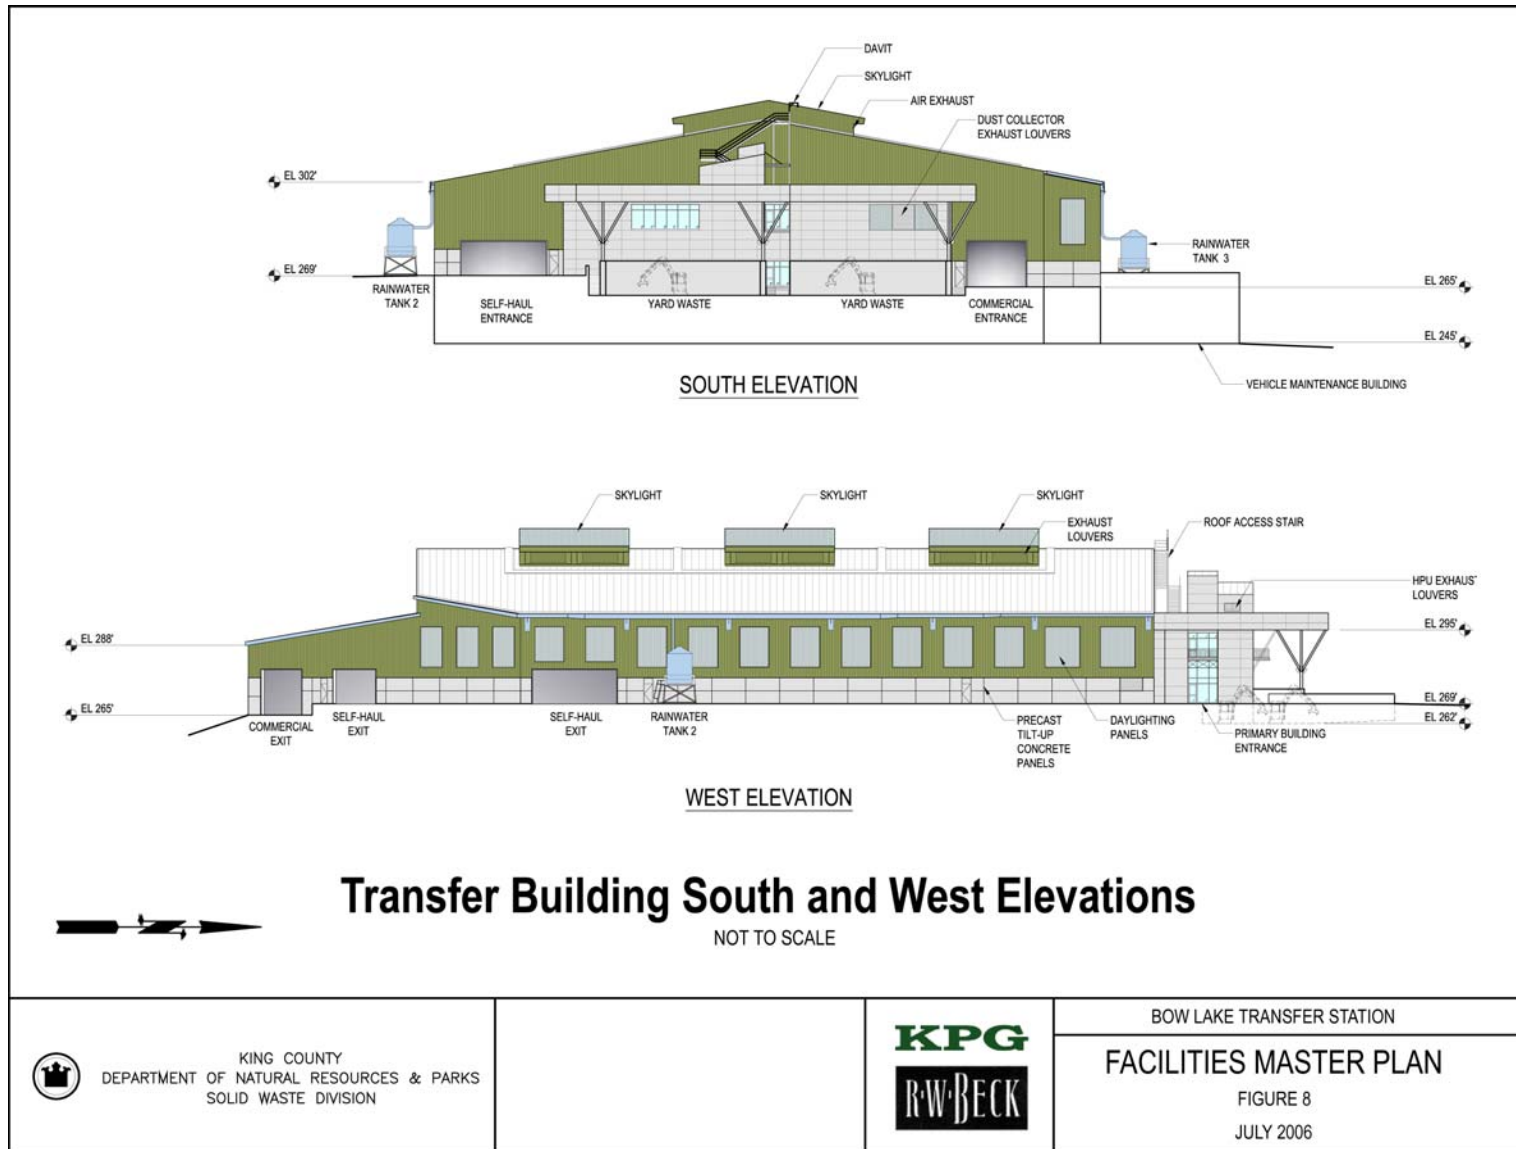 DAVIT
SKYLIGHT
AIR EXHAUST
DUST COLLECTOR
EXHAUST LOUVERS
EL 302'
EL 269'
RAINWATER
TANK 2
SELF-HAUL
ENTRANCE
YARD WASTE
YARD WASTE
COMMERCIAL
ENTRANCE
RAINWATER
TANK 3
EL 265'
EL 245'
VEHICLE MAINTENANCE BUILDING
SOUTH ELEVATION
SKYLIGHT
SKYLIGHT
SKYLIGHT
EXHAUST
LOUVERS
ROOF ACCESS STAIR
HPU EXHAUS
LOUVERS
EL 288'
EL 295'
EL 265'
EL 269'
EL 262'
COMMERCIAL
EXIT
SELF-HAUL
EXIT
SELF-HAUL
EXIT
RAINWATER
TANK 2
PRECAST
TILT-UP
CONCRETE
PANELS
DAYLIGHTING
PANELS
PRIMARY BUILDING
ENTRANCE
WEST ELEVATION
Transfer Building South and West Elevations
NOT TO SCALE
KING COUNTY
DEPARTMENT OF NATURAL RESOURCES & PARKS
SOLID WASTE DIVISION
KPG
R·W·BECK
BOW LAKE TRANSFER STATION
FACILITIES MASTER PLAN
FIGURE 8
JULY 2006